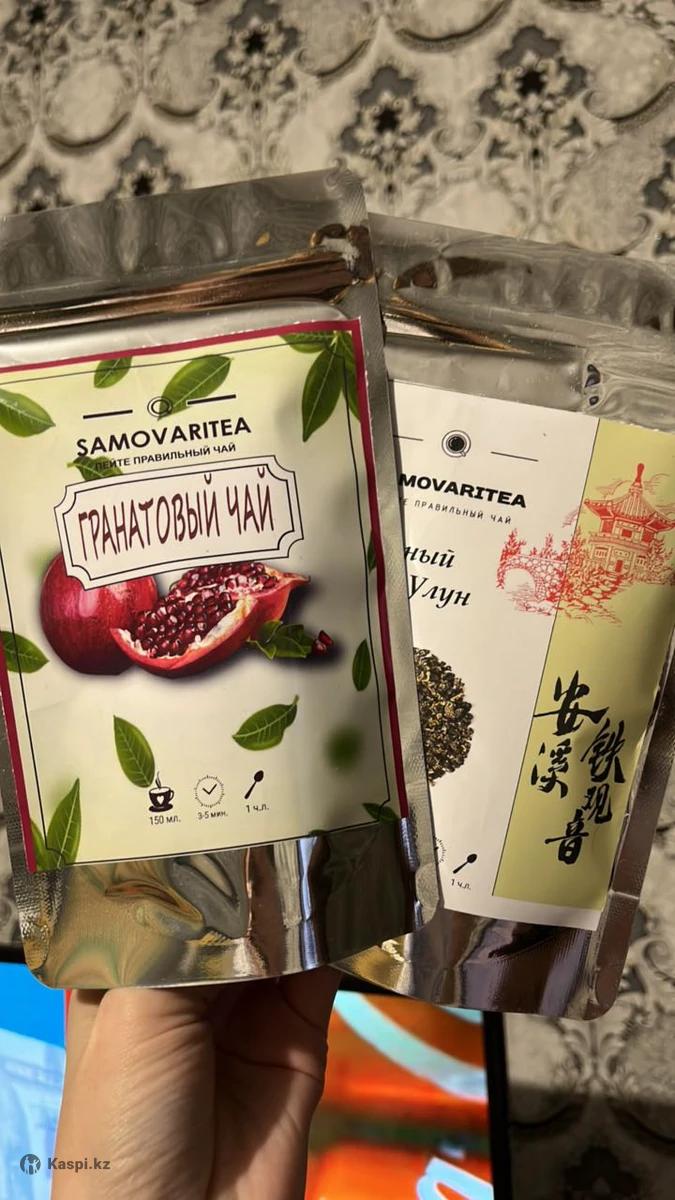 SAMOVARITEA
ПЕЙТЕ ПРАВИЛЬНЫЙ ЧАЙ
ГРАНАТОВЫЙ ЧАЙ
150 мл.
3-5 мин.
1 ч.л.
MOVARITEA
Е ПРАВИЛЬНЫЙ ЧАЙ
ный
Улун
安溪
铁观音
1 ч.л.
Kaspi.kz